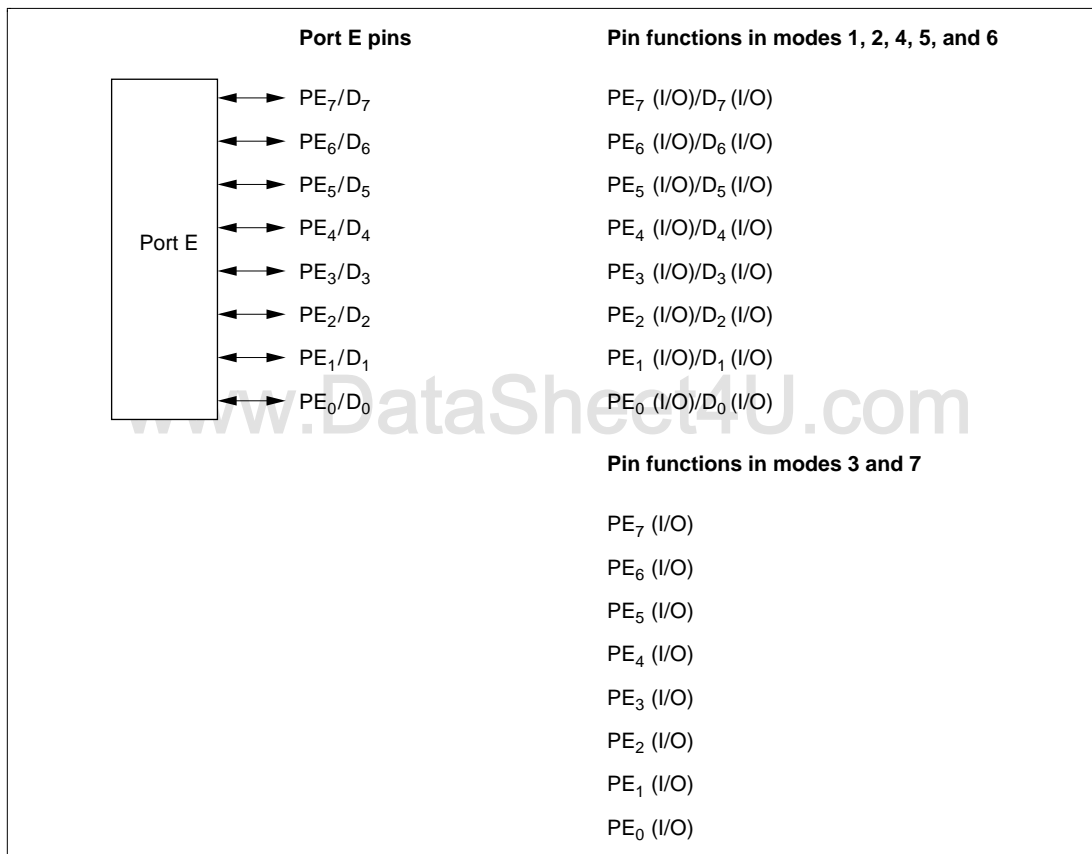 Port E pins    Pin functions in modes 1, 2, 4, 5, and 6
PE7/D7    PE7 (I/O)/D7 (I/O)
PE6/D6    PE6 (I/O)/D6 (I/O)
PE5/D5    PE5 (I/O)/D5 (I/O)
PE4/D4    PE4 (I/O)/D4 (I/O)
Port E
PE3/D3    PE3 (I/O)/D3 (I/O)
PE2/D2    PE2 (I/O)/D2 (I/O)
PE1/D1    PE1 (I/O)/D1 (I/O)
PE0/D0    PE0 (I/O)/D0 (I/O)
www.DataSheet4U.com
Pin functions in modes 3 and 7
PE7 (I/O)
PE6 (I/O)
PE5 (I/O)
PE4 (I/O)
PE3 (I/O)
PE2 (I/O)
PE1 (I/O)
PE0 (I/O)